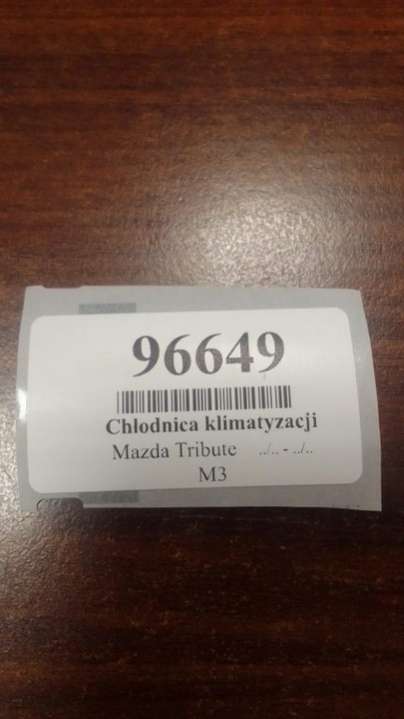 96649
Chłodnica klimatyzacji
Mazda Tribute ../.. - ../..
M3